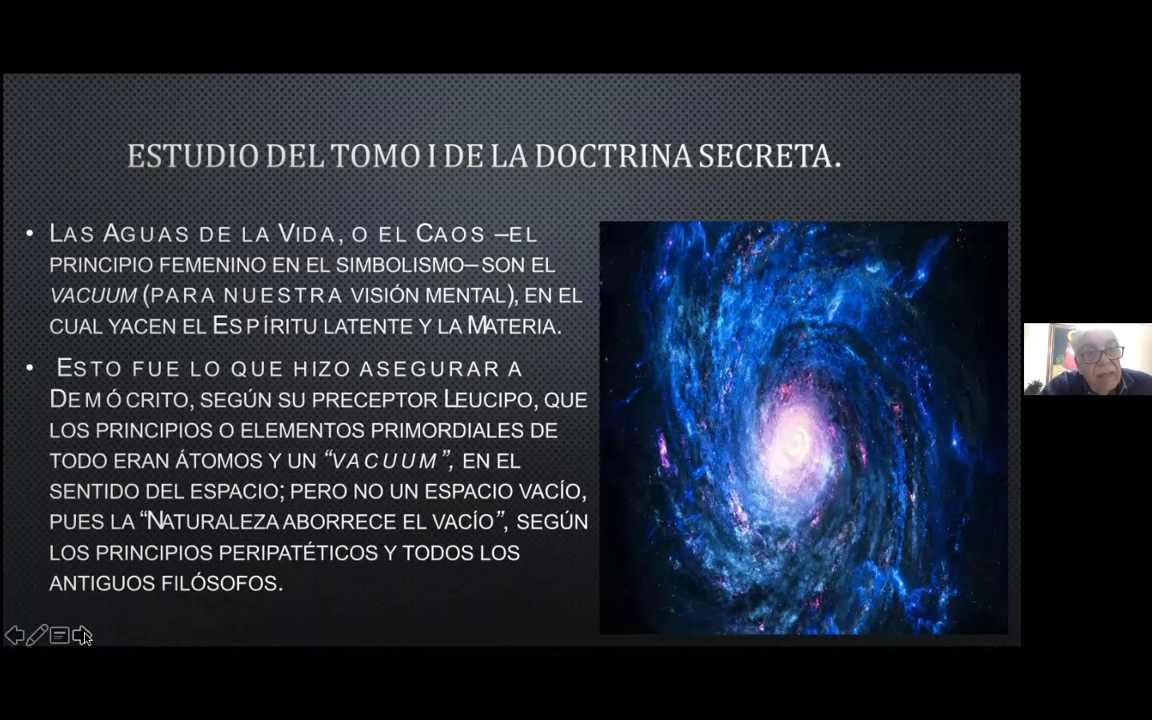 ESTUDIO DEL TOMO I DE LA DOCTRINA SECRETA.
• LAS AGUAS DE LA VIDA, O EL CAOS –EL
PRINCIPIO FEMENINO EN EL SIMBOLISMO– SON EL
VACUUM (PARA NUESTRA VISIÓN MENTAL), EN EL
CUAL YACEN EL ESPÍRITU LATENTE Y LA MATERIA.
• ESTO FUE LO QUE HIZO ASEGURAR A
DEMÓCRITO, SEGÚN SU PRECEPTOR LEUCIPO, QUE
LOS PRINCIPIOS O ELEMENTOS PRIMORDIALES DE
TODO ERAN ÁTOMOS Y UN “VACUUM”, EN EL
SENTIDO DEL ESPACIO; PERO NO UN ESPACIO VACÍO,
PUES LA “NATURALEZA ABORRECE EL VACÍO”, SEGÚN
LOS PRINCIPIOS PERIPATÉTICOS Y TODOS LOS
ANTIGUOS FILÓSOFOS.